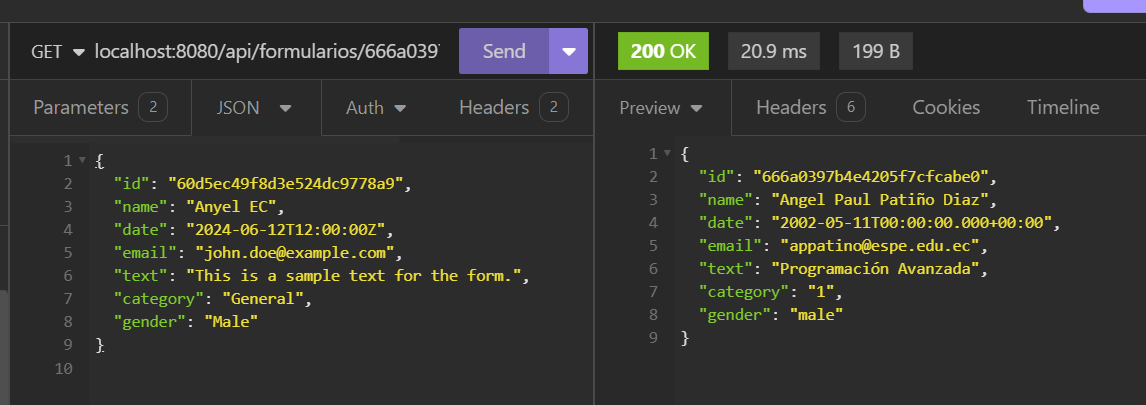 GET localhost:8080/api/formularios/666a039 Send
Parameters 2 JSON Auth Headers 2
1 {
2 "id": "60d5ec49f8d3e524dc9778a9",
3 "name": "Anyel EC",
4 "date": "2024-06-12T12:00:00Z",
5 "email": "john.doe@example.com",
6 "text": "This is a sample text for the form.",
7 "category": "General",
8 "gender": "Male"
9 }
10
200 OK 20.9 ms 199 B
Preview Headers 6 Cookies Timeline
1 {
2 "id": "666a0397b4e4205f7cfcabe0",
3 "name": "Angel Paul Patiño Diaz",
4 "date": "2002-05-11T00:00:00.000+00:00",
5 "email": "appatino@espe.edu.ec",
6 "text": "Programación Avanzada",
7 "category": "1",
8 "gender": "male"
9 }